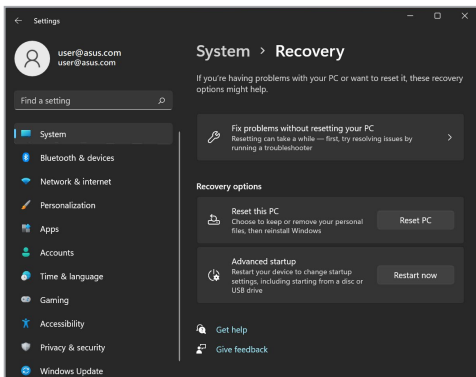 Settings
user@asus.com
user@asus.com
Find a setting
System
Bluetooth & devices
Network & internet
Personalization
Apps
Accounts
Time & language
Gaming
Accessibility
Privacy & security
Windows Update
System > Recovery
If you're having problems with your PC or want to reset it, these recovery
options might help.
Fix problems without resetting your PC
Resetting can take a while — first, try resolving issues by
running a troubleshooter
Recovery options
Reset this PC
Choose to keep or remove your personal
files, then reinstall Windows
Reset PC
Advanced startup
Restart your device to change startup
settings, including starting from a disc or
USB drive
Restart now
Get help
Give feedback